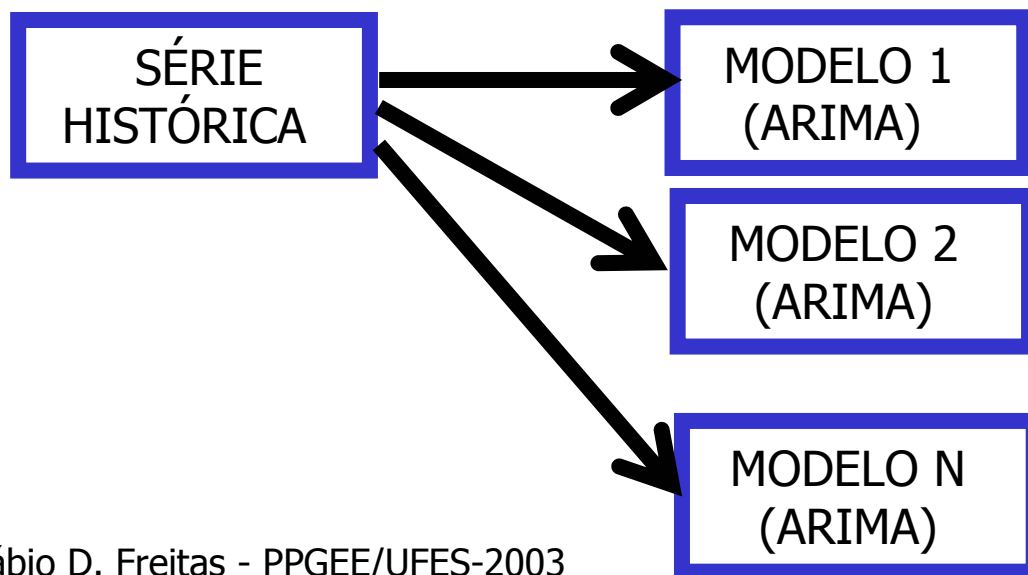 SÉRIE
HISTÓRICA
MODELO 1
(ARIMA)
MODELO 2
(ARIMA)
MODELO N
(ARIMA)
ábio D. Freitas - PPGEE/UFES-2003